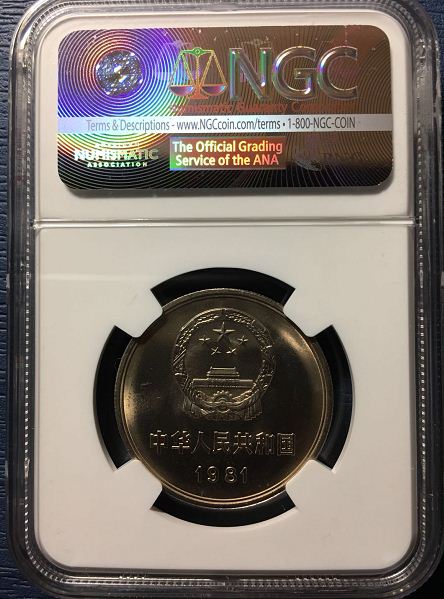 NGC
Numismatic Guaranty Corporation
Terms & Descriptions - www.NGCcoin.com/terms • 1-800-NGC-COIN
AMERICAN
NUMISMATIC
ASSOCIATION
The Official Grading
Service of the ANA
中华人民共和国
1981